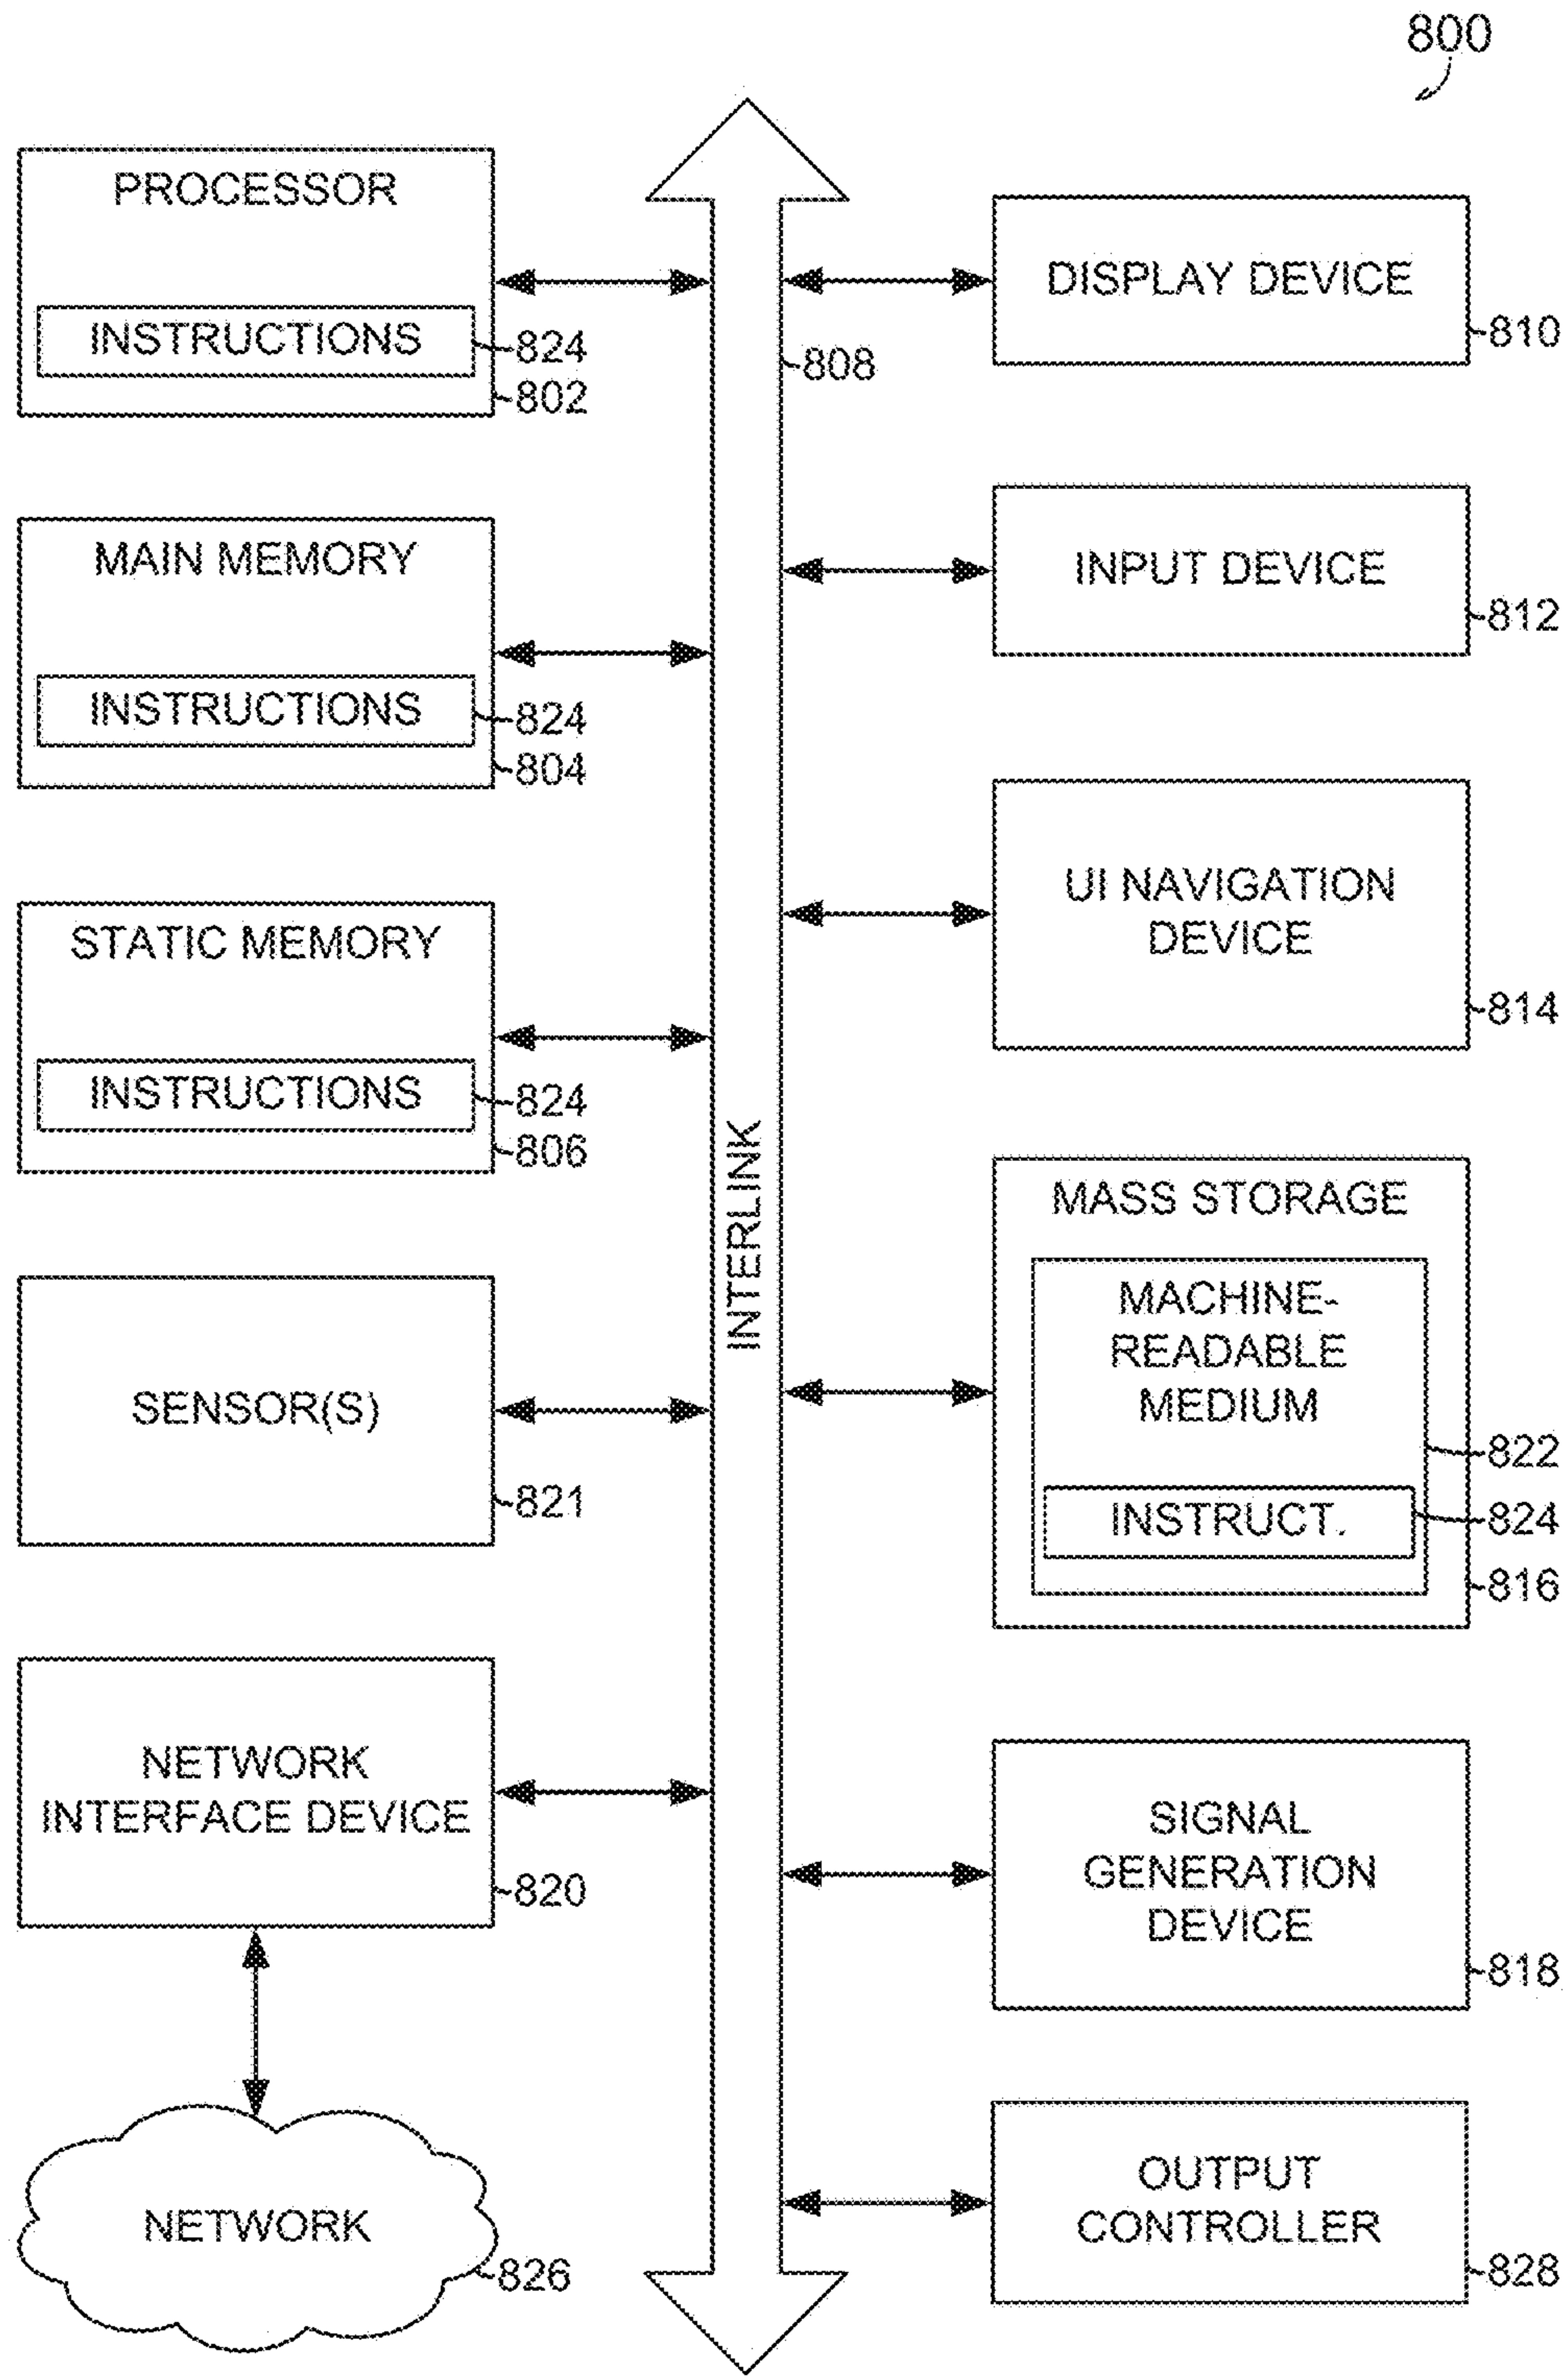 800
PROCESSOR
INSTRUCTIONS
824
802
MAIN MEMORY
INSTRUCTIONS
824
804
STATIC MEMORY
INSTRUCTIONS
824
806
SENSOR(S)
821
NETWORK
INTERFACE DEVICE
820
NETWORK
826
INTERLINK
808
DISPLAY DEVICE
810
INPUT DEVICE
812
UI NAVIGATION
DEVICE
814
MASS STORAGE
MACHINE-
READABLE
MEDIUM
822
INSTRUCT.
824
816
SIGNAL
GENERATION
DEVICE
818
OUTPUT
CONTROLLER
828